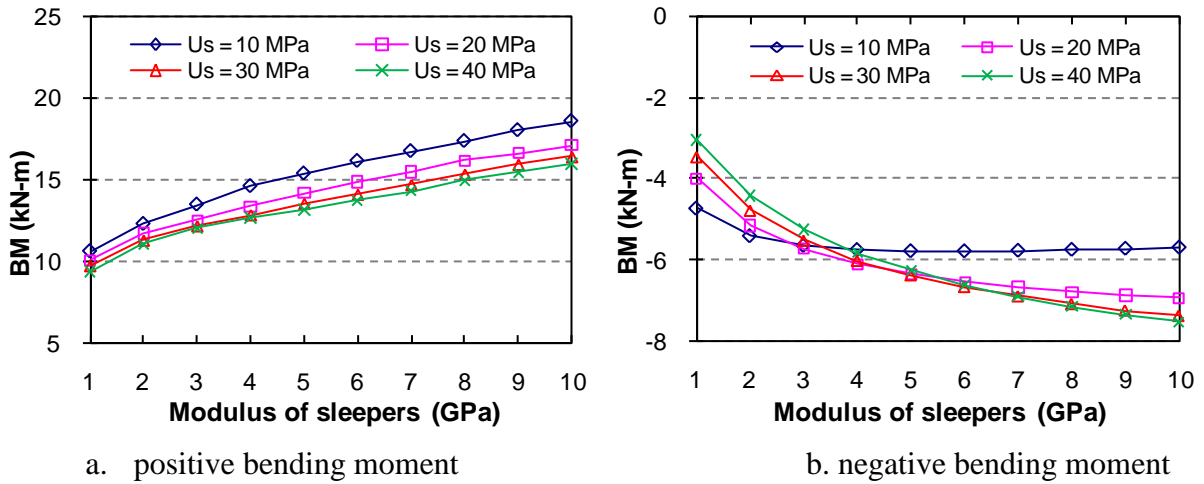 25
20
15
10
5
BM (kN-m)
Us = 10 MPa
Us = 20 MPa
Us = 30 MPa
Us = 40 MPa
1 2 3 4 5 6 7 8 9 10
Modulus of sleepers (GPa)
a. positive bending moment
-0
-2
-4
-6
-8
BM (kN-m)
Us = 10 MPa
Us = 20 MPa
Us = 30 MPa
Us = 40 MPa
1 2 3 4 5 6 7 8 9 10
Modulus of sleepers (GPa)
b. negative bending moment